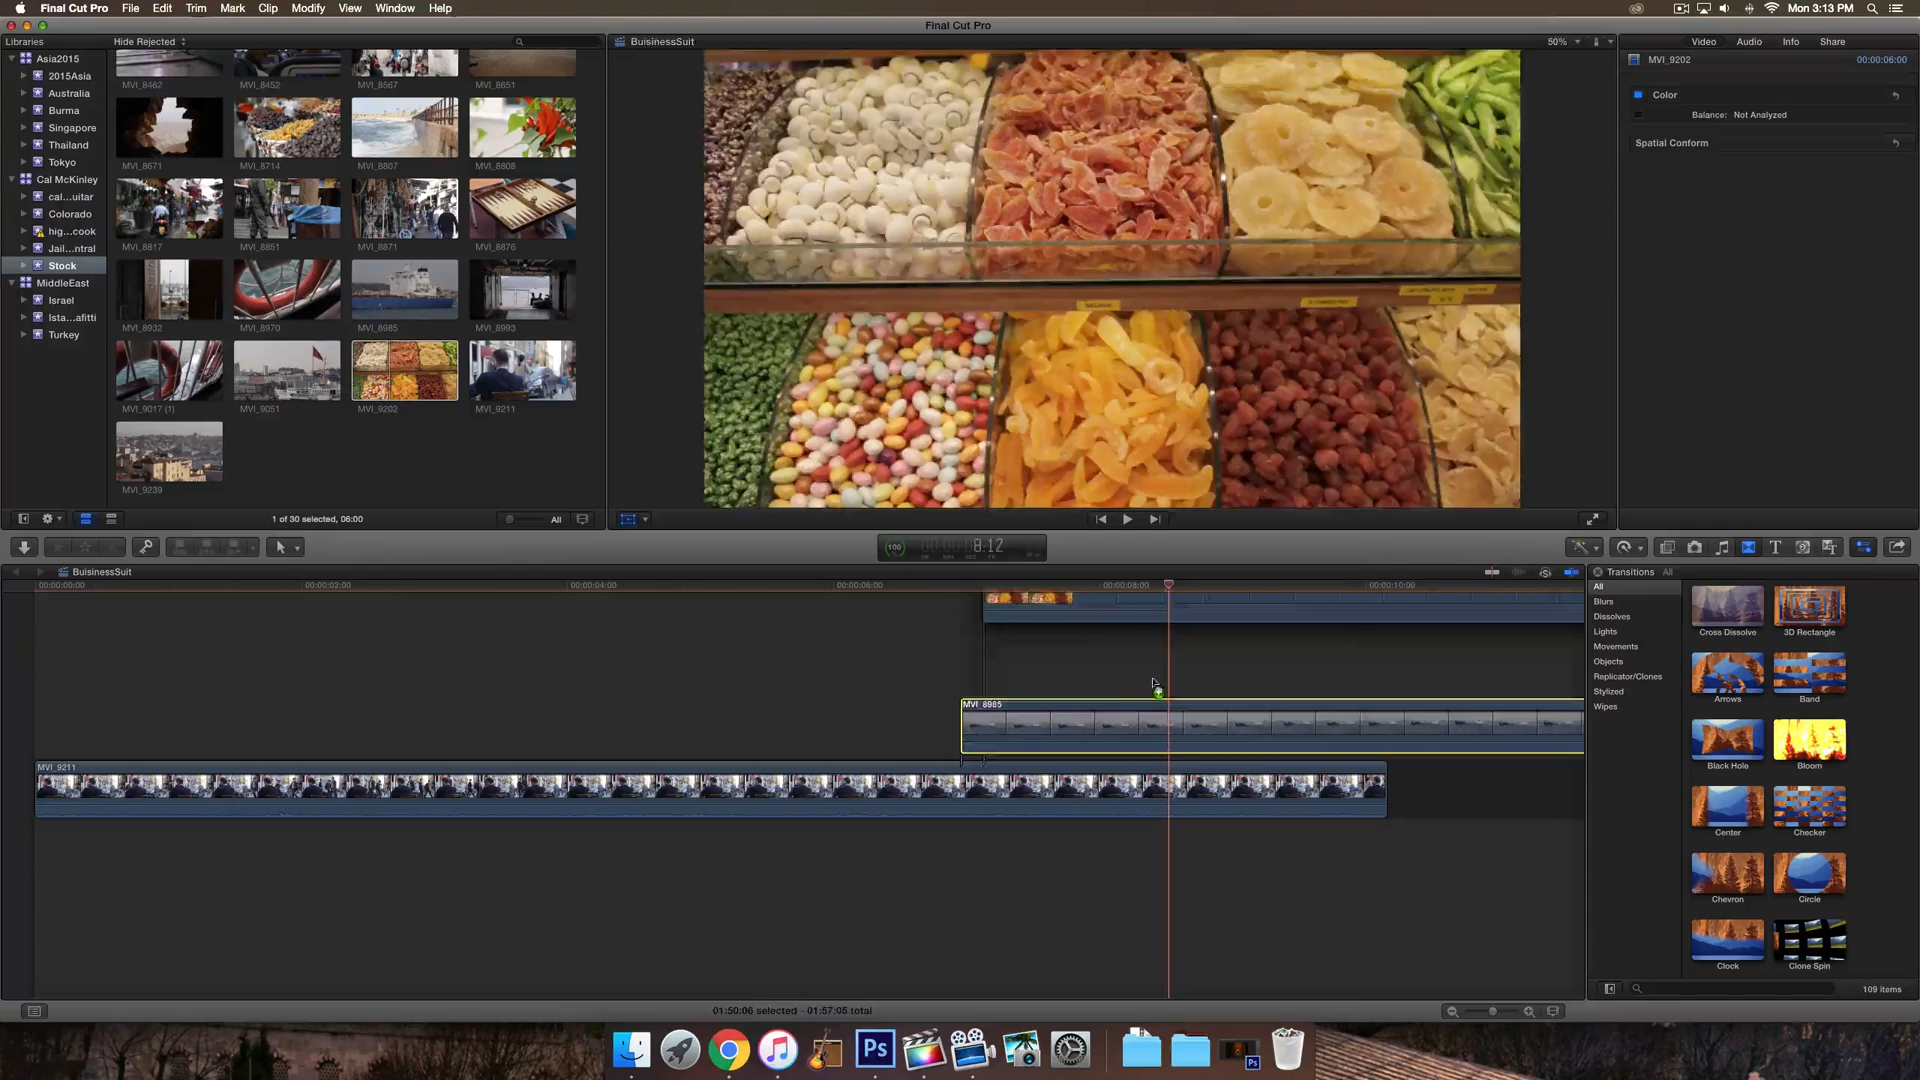 Final Cut Pro File Edit Trim Mark Clip Modify View Window Help Mon 3:13 PM
Final Cut Pro
Libraries
Hide Rejected
BuisinessSuit
50%
Video Audio Info Share
Asia2015
2015Asia
Australia
Burma
Singapore
Thailand
Tokyo
Cal McKinley
cal...uitar
Colorado
hig...cook
Jail...ntral
Stock
MiddleEast
Israel
Ista...afitti
Turkey
MVI_8462 MVI_8452 MVI_8567 MVI_8651
MVI_8671 MVI_8714 MVI_8807 MVI_8808
MVI_8817 MVI_8851 MVI_8871 MVI_8876
MVI_8932 MVI_8970 MVI_8985 MVI_8993
MVI_9017 (1) MVI_9051 MVI_9202 MVI_9211
MVI_9239
1 of 30 selected, 06:00
All
MVI_9202 00:00:06:00
Color
Balance: Not Analyzed
Spatial Conform
100
8:12
BuisinessSuit
00:00:00:00 00:00:02:00 00:00:04:00 00:00:06:00 00:00:08:00 00:00:10:00
MVI_8985
MVI_9211
Transitions All
All
Blurs
Dissolves
Lights
Movements
Objects
Replicator/Clones
Stylized
Wipes
Cross Dissolve 3D Rectangle
Arrows Band
Black Hole Bloom
Center Checker
Chevron Circle
Clock Clone Spin
109 items
01:50:06 selected - 01:57:05 total
Ps
Ps